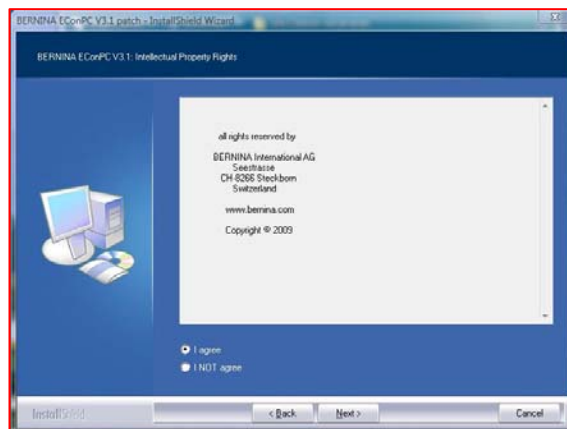 BERNINA EConPC V3.1 patch - InstallShield Wizard
BERNINA EConPC V3.1: Intellectual Property Rights
all rights reserved by
BERNINA International AG
Seestrasse
CH-8266 Steckborn
Switzerland
www.bernina.com
Copyright © 2009
I agree
I NOT agree
InstallShield
< Back Next > Cancel